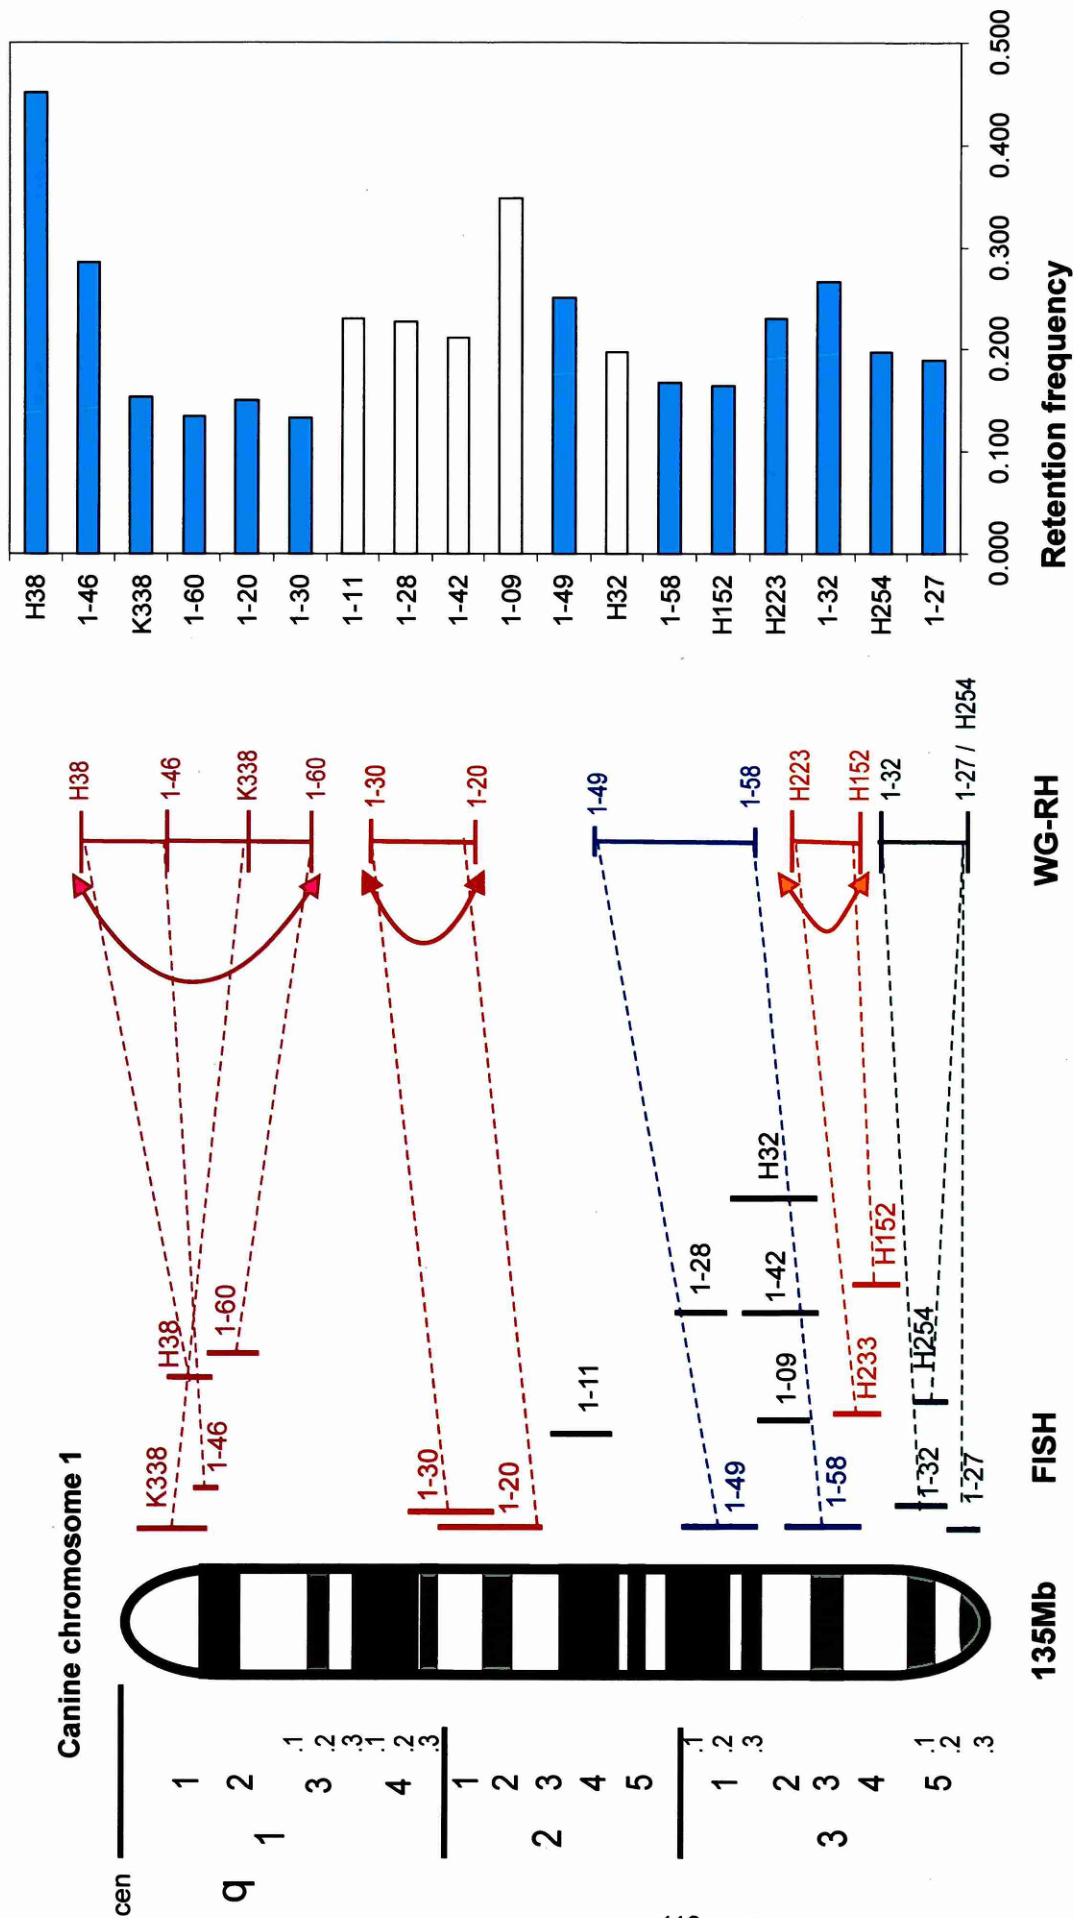 Canine chromosome 1
cen
q
1
1
2
3
.1
.2
.3
4
.1
.2
.3
2
1
2
3
4
5
3
1
.1
.2
.3
2
3
4
5
.1
.2
.3
135Mb
K338
H38
1-46
1-60
1-30
1-20
1-11
1-28
1-49
1-09
1-42
H32
1-58
H233
H152
1-32
H254
1-27
FISH
H38
1-46
K338
1-60
1-30
1-20
1-49
1-58
H223
H152
1-32
1-27 / H254
WG-RH
H38
1-46
K338
1-60
1-20
1-30
1-11
1-28
1-42
1-09
1-49
H32
1-58
H152
H223
1-32
H254
1-27
0.000 0.100 0.200 0.300 0.400 0.500
Retention frequency